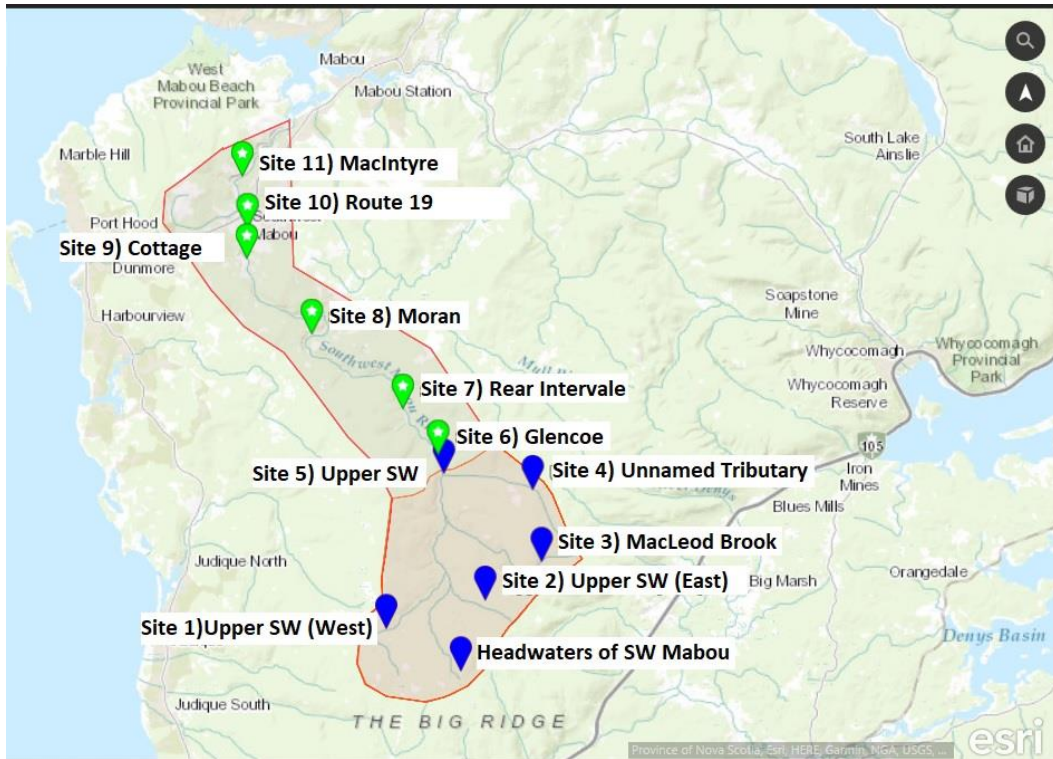 Mabou
West
Mabou Beach
Provincial Park
Mabou Station
South Lake
Ainslie
Marble Hill
Site 11) MacIntyre
Site 10) Route 19
Port Hood
Mabou
Site 9) Cottage
Dunmore
Harbourview
Site 8) Moran
Soapstone
Mine
Whycocomagh
Whycocomagh
Provincial
Park
Whycocomagh
Reserve
Southwest
Site 7) Rear Intervale
Site 6) Glencoe
Site 5) Upper SW
Site 4) Unnamed Tributary
105
Iron
Mines
Blues Mills
Site 3) MacLeod Brook
Judique North
Site 2) Upper SW (East)
Big Marsh
Orangedale
Site 1)Upper SW (West)
Denys Basin
Headwaters of SW Mabou
Judique South
THE BIG RIDGE
Province of Nova Scotia, Esri, HERE, Garmin, NGA, USGS, ...
esri